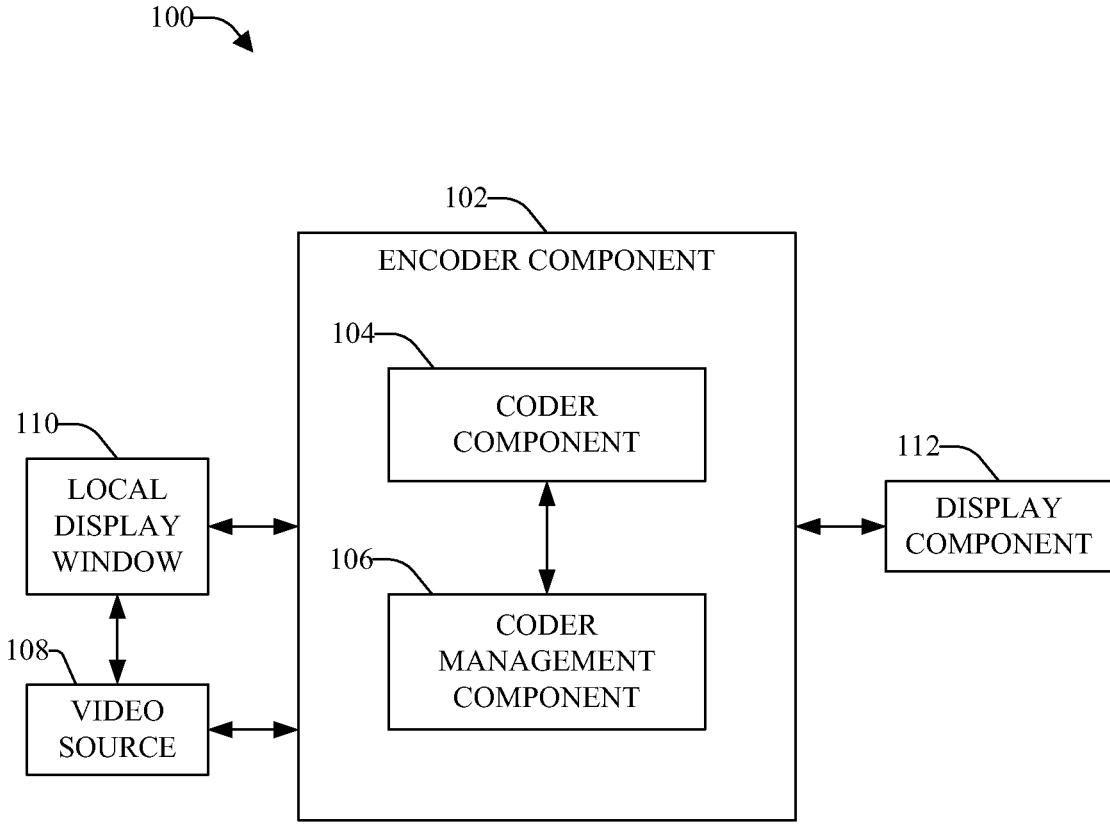 100
102
ENCODER COMPONENT
104
CODER
COMPONENT
110
LOCAL
DISPLAY
WINDOW
112
DISPLAY
COMPONENT
106
CODER
MANAGEMENT
COMPONENT
108
VIDEO
SOURCE